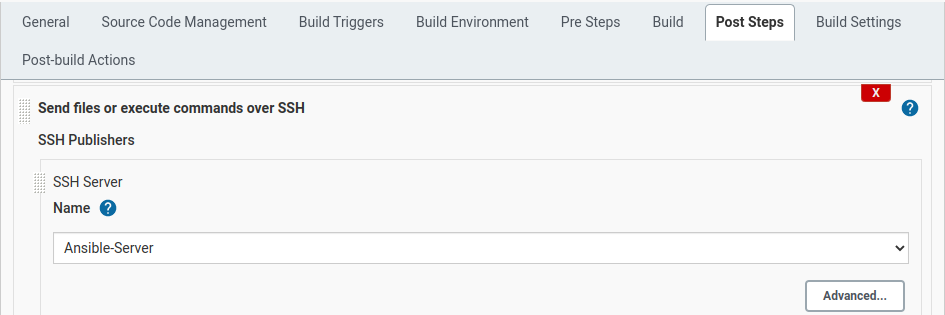 General Source Code Management Build Triggers Build Environment Pre Steps Build Post Steps Build Settings
Post-build Actions
X
Send files or execute commands over SSH ?
SSH Publishers
SSH Server
Name ?
Ansible-Server
Advanced...